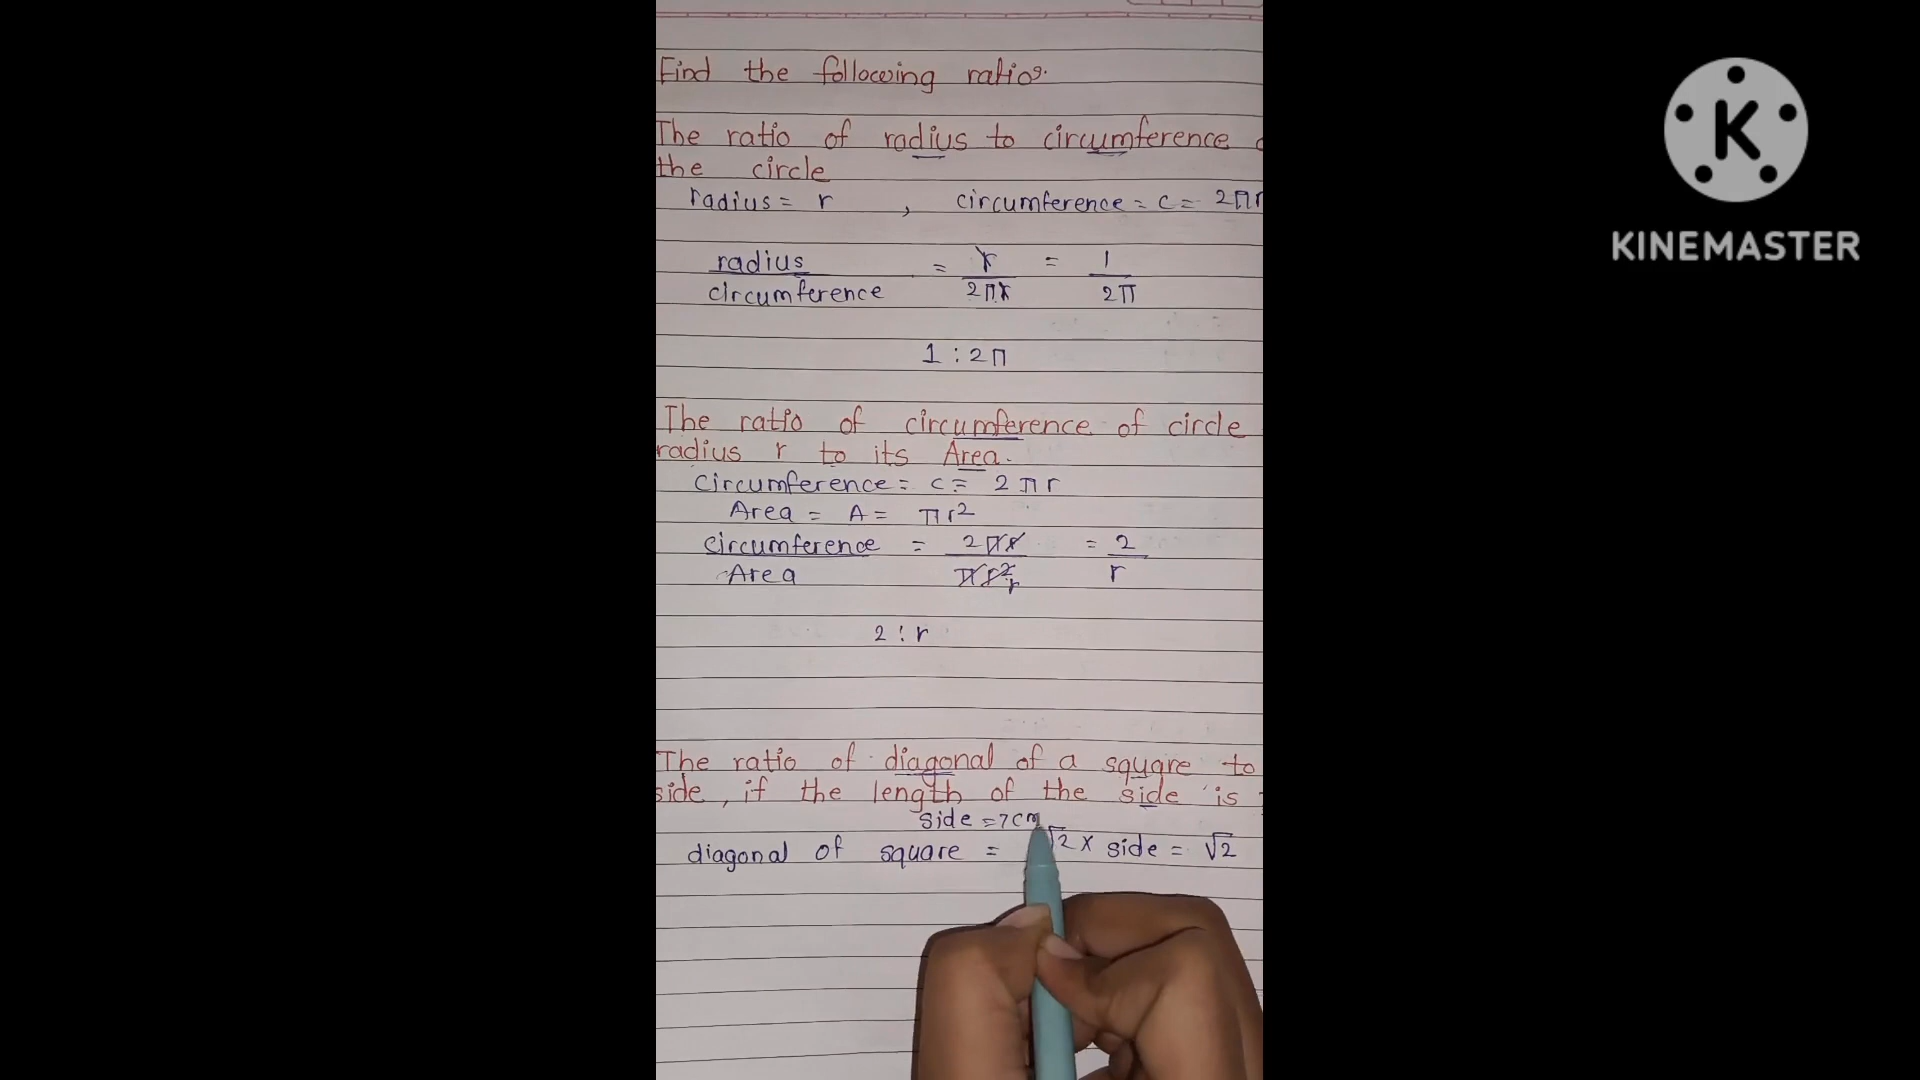 Find the following ratios.
The ratio of radius to circumference
the circle
radius = r , circumference = c = 2πr
radius = r = 1
circumference 2πr 2π
1 : 2π
The ratio of circumference of circle
radius r to its Area.
circumference = c = 2πr
Area = A = πr²
circumference = 2πr = 2
Area πr² r
2 : r
The ratio of diagonal of a square to
side, if the length of the side is
side = 7cm
diagonal of square = √2 × side = √2
K
KINEMASTER